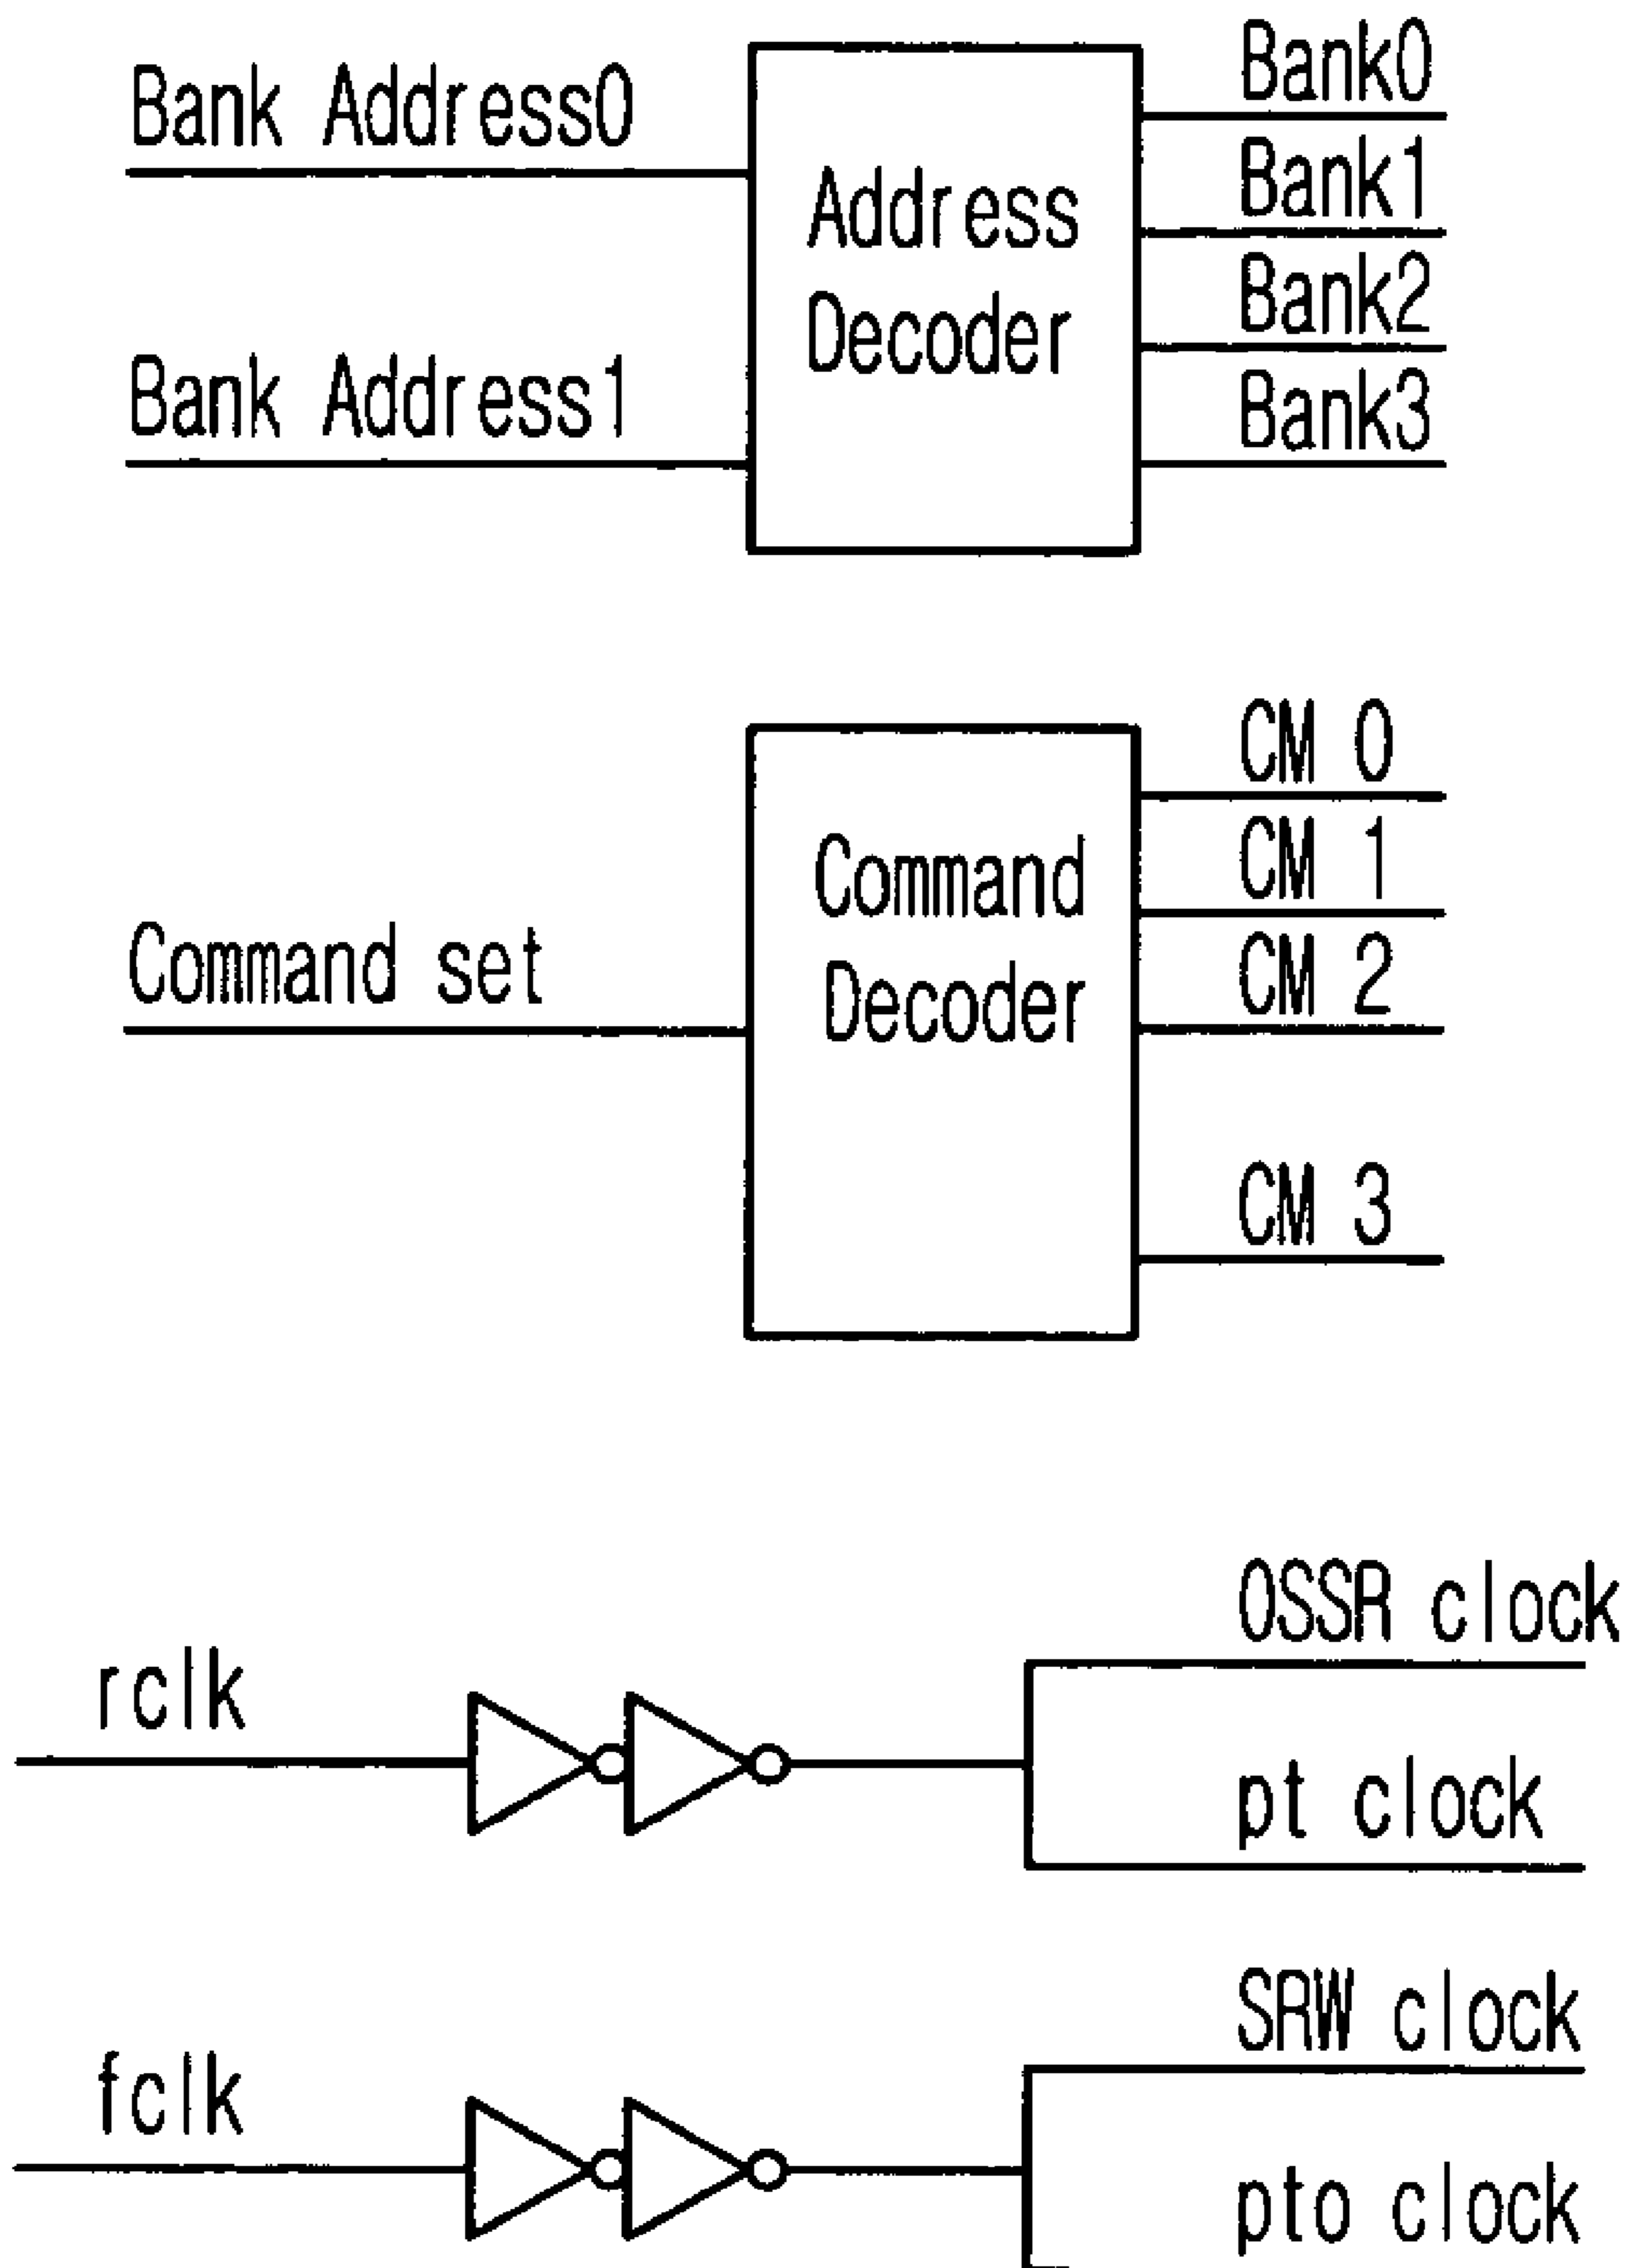 Bank Address0
Bank Address1
Address
Decoder
Bank0
Bank1
Bank2
Bank3
Command set
Command
Decoder
CM 0
CM 1
CM 2
CM 3
rclk
OSSR clock
pt clock
fclk
SRW clock
pto clock